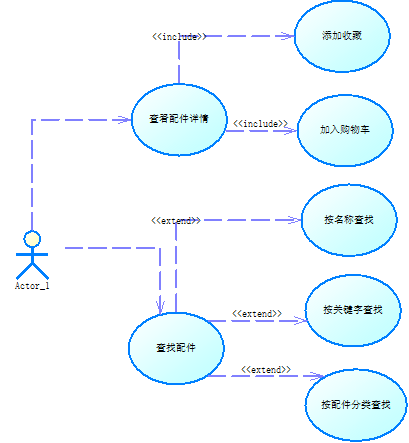 <<include>>
添加收藏
查看配件详情
<<include>>
加入购物车
<<extend>>
按名称查找
Actor_1
<<extend>>
按关键字查找
查找配件
<<extend>>
按配件分类查找